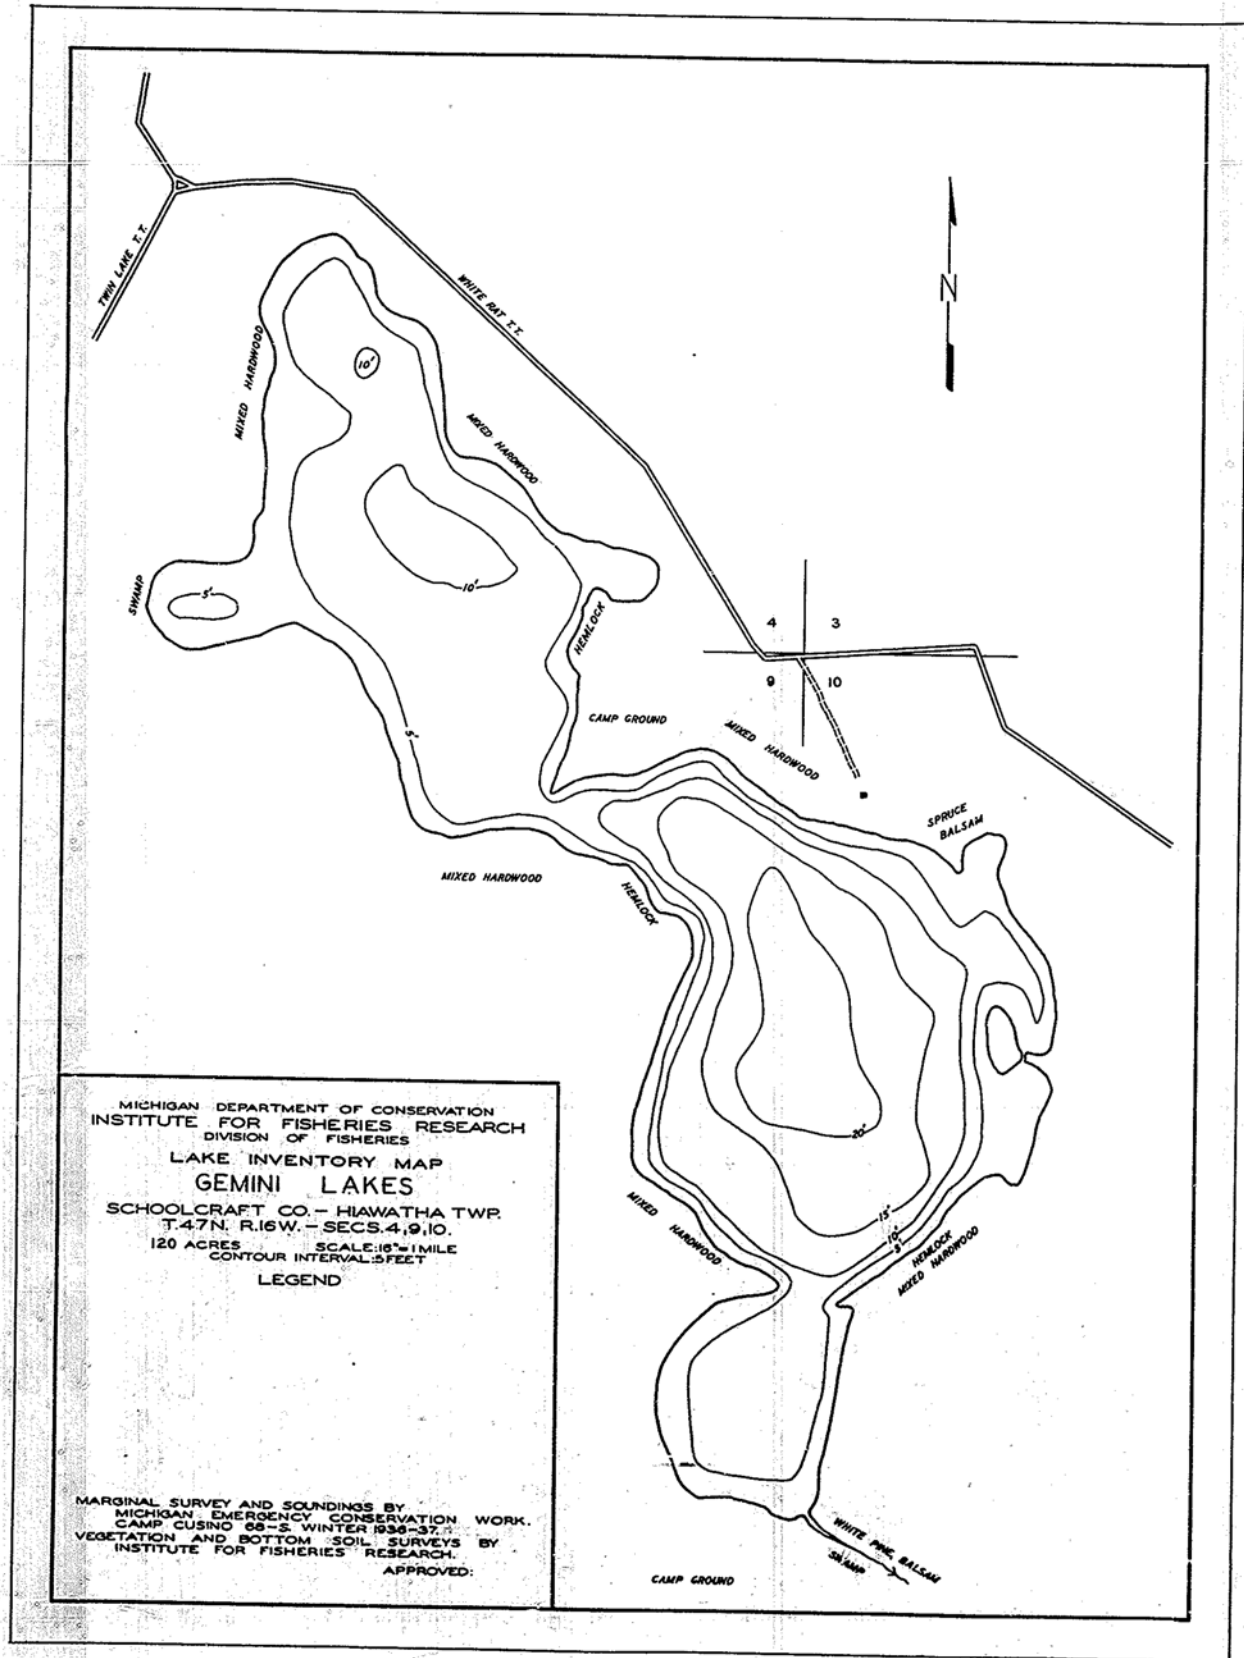 TWIN LAKE T.T.
WHITE RAT T.T.
N
MIXED HARDWOOD
10'
MIXED HARDWOOD
10'
SWAMP
5'
HEMLOCK
4 3
9 10
CAMP GROUND
MIXED HARDWOOD
5'
SPRUCE
BALSAM
MIXED HARDWOOD
HEMLOCK
20'
15'
10'
5'
HEMLOCK
MIXED HARDWOOD
MIXED HARDWOOD
WHITE PINE, BALSAM
SWAMP
CAMP GROUND
MICHIGAN DEPARTMENT OF CONSERVATION
INSTITUTE FOR FISHERIES RESEARCH
DIVISION OF FISHERIES
LAKE INVENTORY MAP
GEMINI LAKES
SCHOOLCRAFT CO. – HIAWATHA TWP.
T.47N. R.16W. – SECS. 4,9,10.
120 ACRES SCALE: 16"=1 MILE
CONTOUR INTERVAL: 5 FEET
LEGEND
MARGINAL SURVEY AND SOUNDINGS BY
MICHIGAN EMERGENCY CONSERVATION WORK.
CAMP CUSINO 68-S. WINTER 1936-37.
VEGETATION AND BOTTOM SOIL SURVEYS BY
INSTITUTE FOR FISHERIES RESEARCH.
APPROVED: